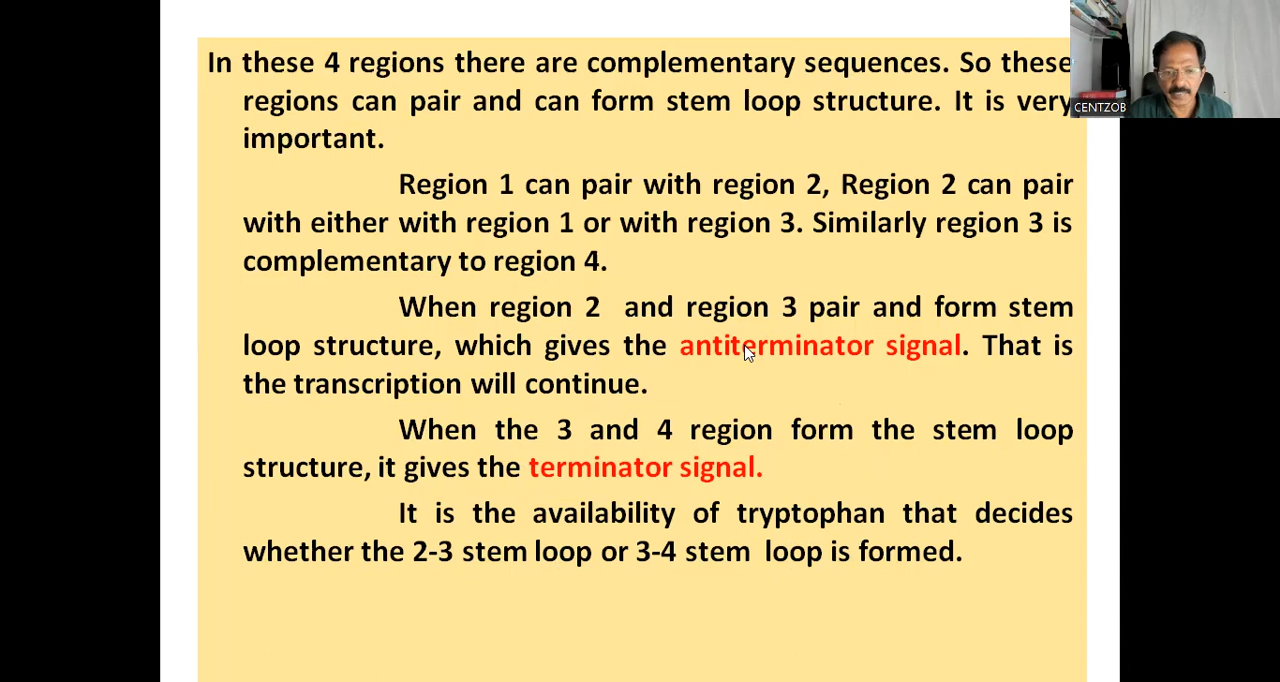 In these 4 regions there are complementary sequences. So these
regions can pair and can form stem loop structure. It is very
important.
Region 1 can pair with region 2, Region 2 can pair
with either with region 1 or with region 3. Similarly region 3 is
complementary to region 4.
When region 2 and region 3 pair and form stem
loop structure, which gives the antiterminator signal. That is
the transcription will continue.
When the 3 and 4 region form the stem loop
structure, it gives the terminator signal.
It is the availability of tryptophan that decides
whether the 2-3 stem loop or 3-4 stem loop is formed.
CENTZOB